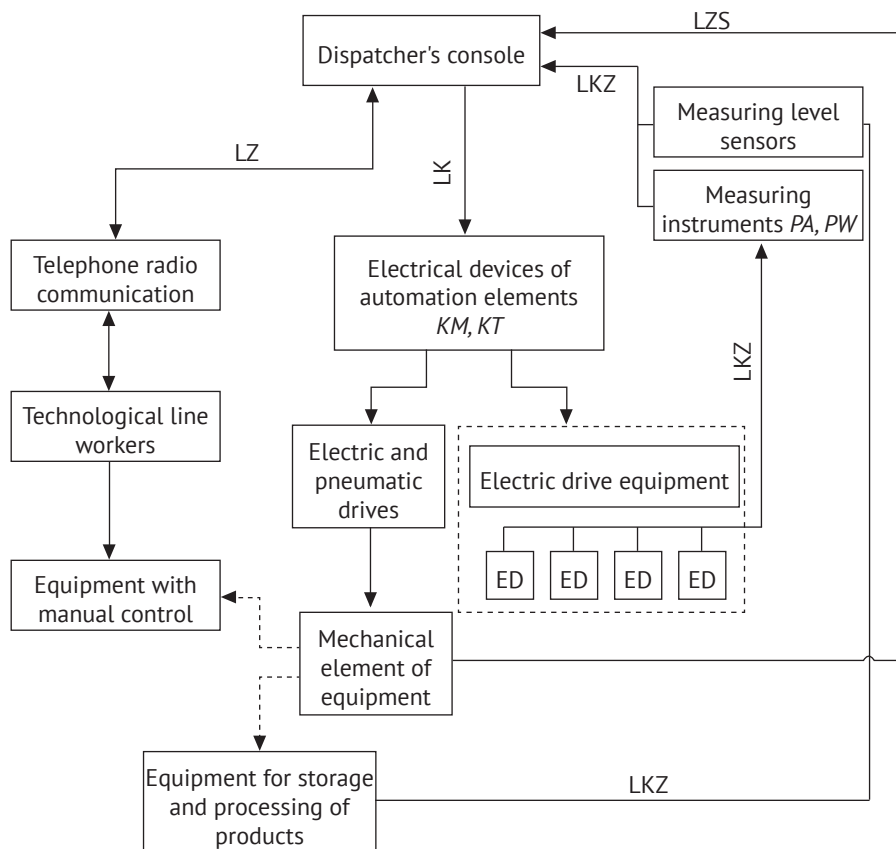 LZS
Dispatcher's console
LKZ
Measuring level
sensors
LZ
LK
Measuring
instruments PA, PW
Telephone radio
communication
Electrical devices of
automation elements
KM, KT
LKZ
Technological line
workers
Electric and
pneumatic
drives
Electric drive equipment
ED
ED
ED
ED
Equipment with
manual control
Mechanical
element of
equipment
Equipment for storage
and processing of
products
LKZ